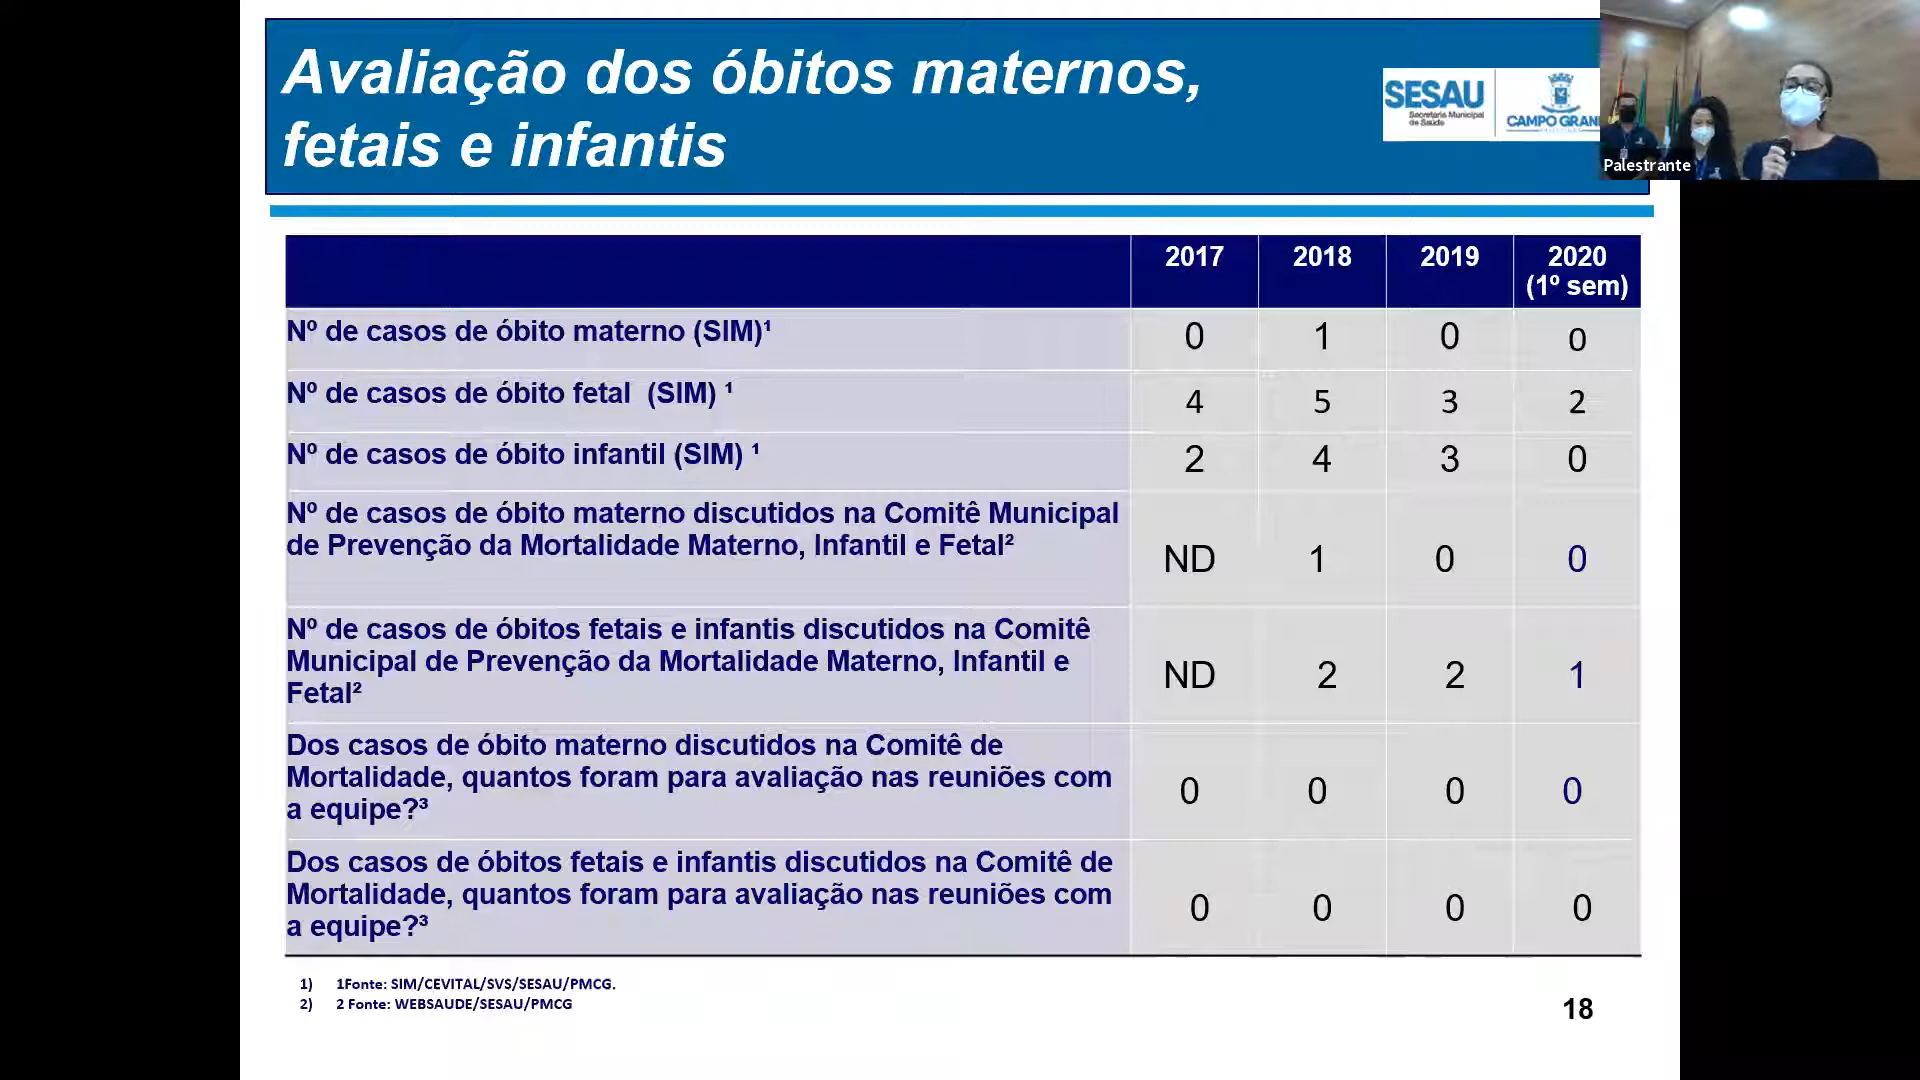 Avaliação dos óbitos maternos,
fetais e infantis
SESAU
Secretaria Municipal
de Saúde
CAMPO GRAN
Palestrante
2017 2018 2019 2020
(1º sem)
Nº de casos de óbito materno (SIM)¹ 0 1 0 0
Nº de casos de óbito fetal (SIM) ¹ 4 5 3 2
Nº de casos de óbito infantil (SIM) ¹ 2 4 3 0
Nº de casos de óbito materno discutidos na Comitê Municipal
de Prevenção da Mortalidade Materno, Infantil e Fetal²
ND 1 0 0
Nº de casos de óbitos fetais e infantis discutidos na Comitê
Municipal de Prevenção da Mortalidade Materno, Infantil e
Fetal²
ND 2 2 1
Dos casos de óbito materno discutidos na Comitê de
Mortalidade, quantos foram para avaliação nas reuniões com
a equipe?³
0 0 0 0
Dos casos de óbitos fetais e infantis discutidos na Comitê de
Mortalidade, quantos foram para avaliação nas reuniões com
a equipe?³
0 0 0 0
1) 1Fonte: SIM/CEVITAL/SVS/SESAU/PMCG.
2) 2 Fonte: WEBSAUDE/SESAU/PMCG
18